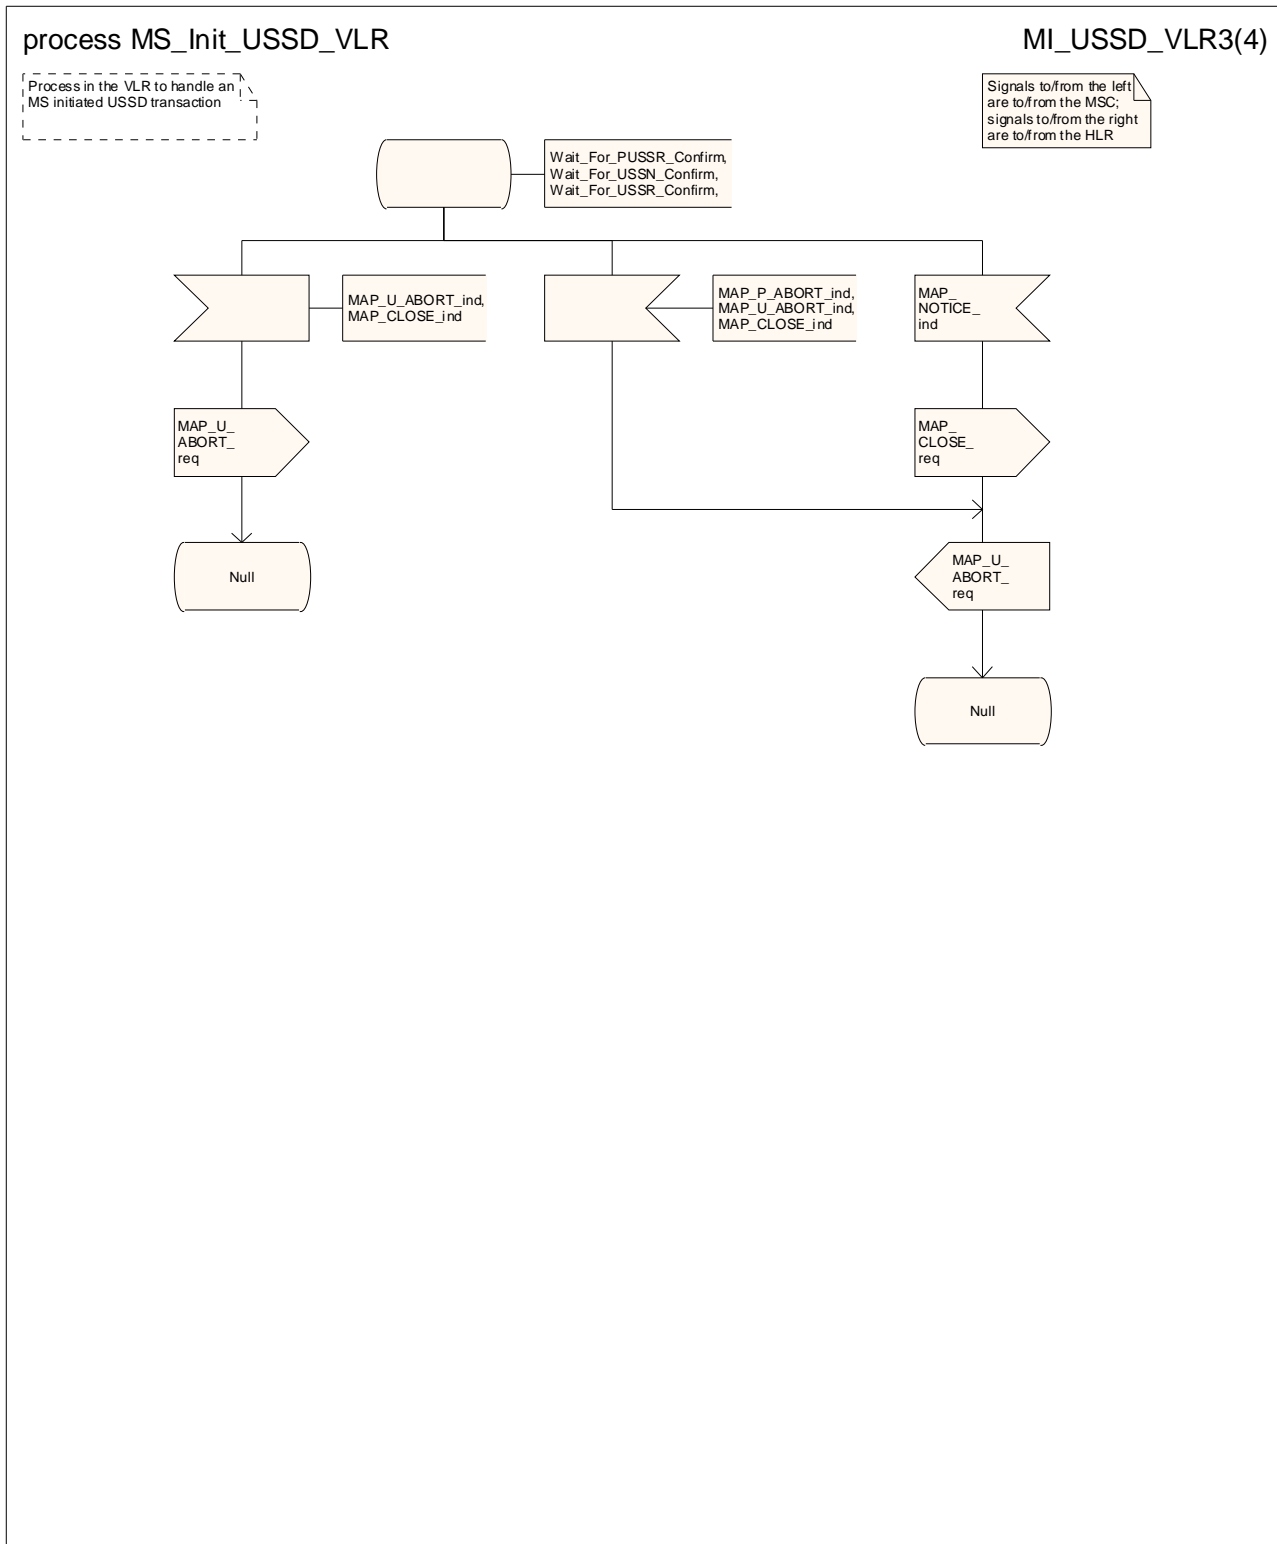 process MS_Init_USSD_VLR
MI_USSD_VLR3(4)
Process in the VLR to handle an
MS initiated USSD transaction
Signals to/from the left
are to/from the MSC;
signals to/from the right
are to/from the HLR
Wait_For_PUSSR_Confirm,
Wait_For_USSN_Confirm,
Wait_For_USSR_Confirm,
MAP_U_ABORT_ind,
MAP_CLOSE_ind
MAP_P_ABORT_ind,
MAP_U_ABORT_ind,
MAP_CLOSE_ind
MAP_
NOTICE_
ind
MAP_U_
ABORT_
req
MAP_
CLOSE_
req
Null
MAP_U_
ABORT_
req
Null